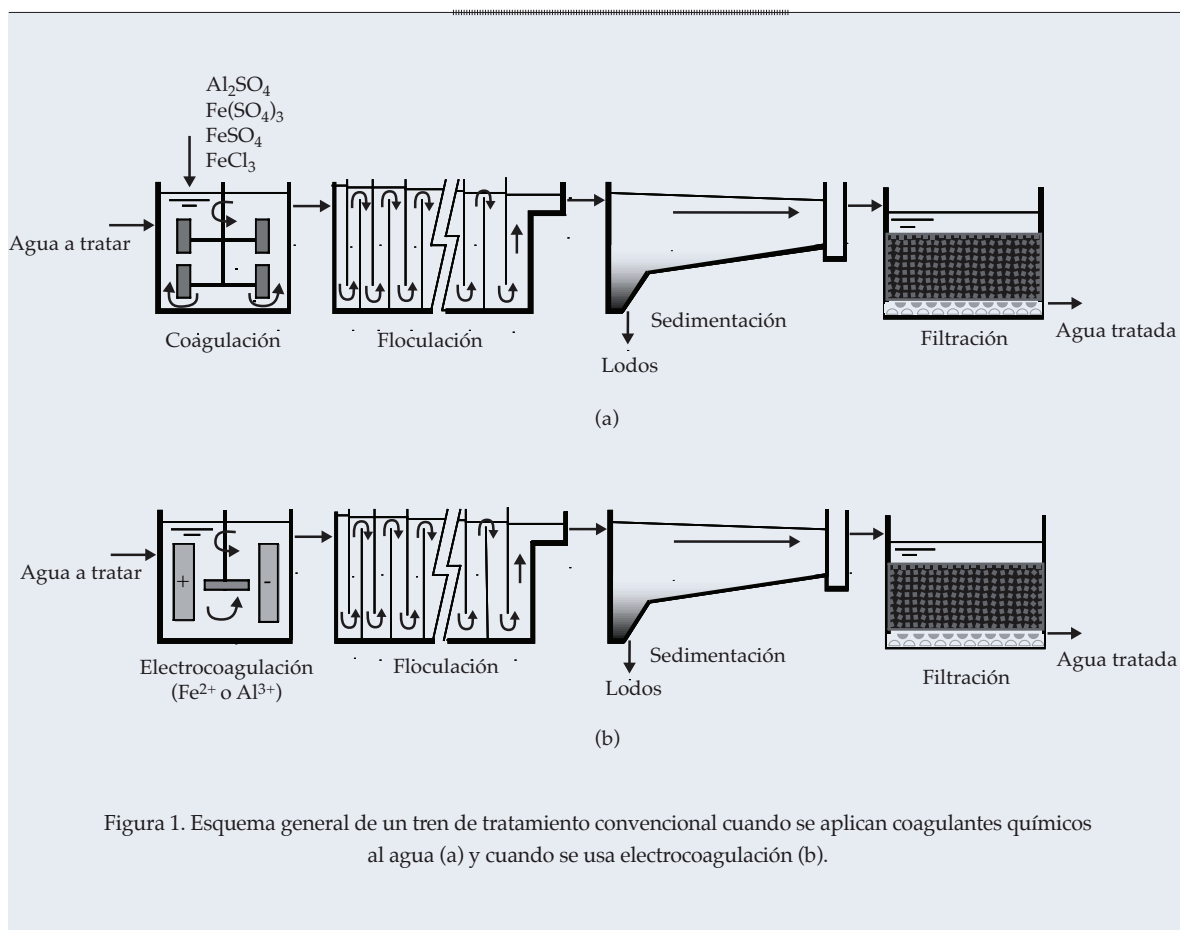 Al₂SO₄
Fe(SO₄)₃
FeSO₄
FeCl₃
Agua a tratar
Coagulación
Floculación
Sedimentación
Lodos
Filtración
Agua tratada
(a)
Agua a tratar
+
-
Electrocoagulación
(Fe²⁺ o Al³⁺)
Floculación
Sedimentación
Lodos
Filtración
Agua tratada
(b)
Figura 1. Esquema general de un tren de tratamiento convencional cuando se aplican coagulantes químicos
al agua (a) y cuando se usa electrocoagulación (b).